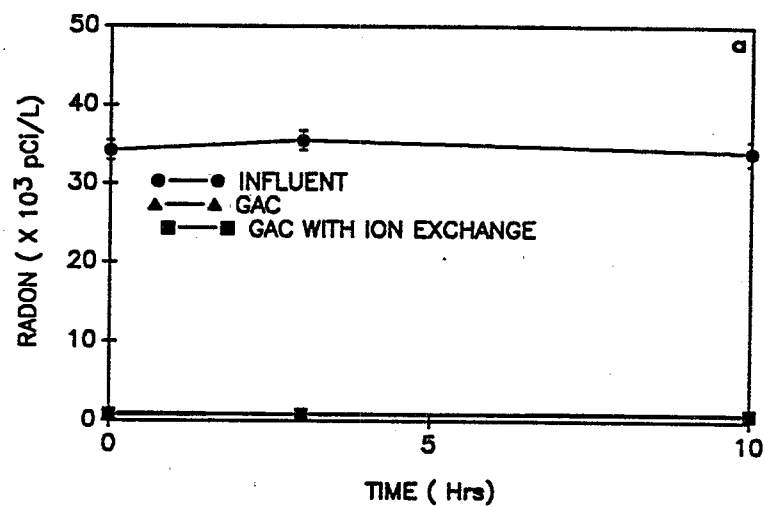 50
a
40
30
20
10
0
RADON ( X 10³ pCi/L)
INFLUENT
GAC
GAC WITH ION EXCHANGE
0 5 10
TIME ( Hrs)